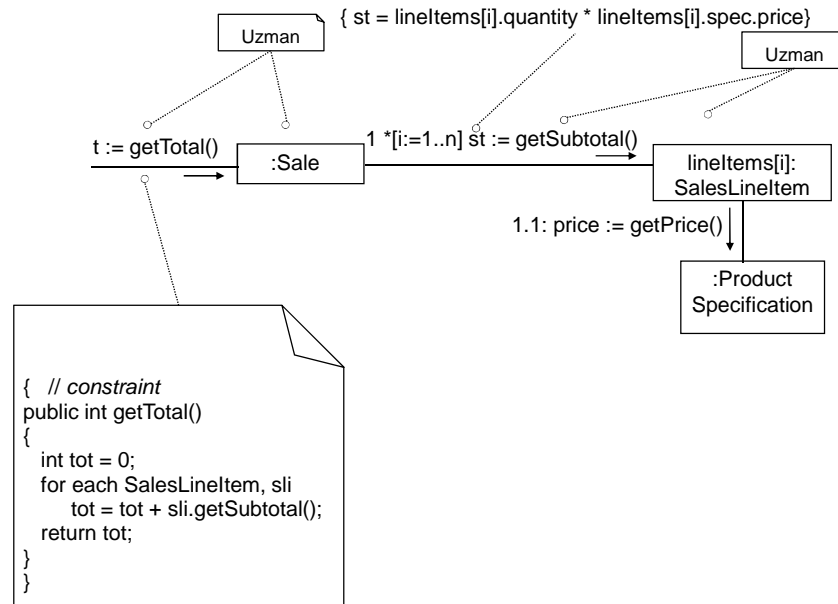 { st = lineItems[i].quantity * lineItems[i].spec.price}
Uzman
Uzman
t := getTotal()
:Sale
1 *[i:=1..n] st := getSubtotal()
lineItems[i]:
SalesLineItem
1.1: price := getPrice()
:Product
Specification
{ // constraint
public int getTotal()
{
int tot = 0;
for each SalesLineItem, sli
tot = tot + sli.getSubtotal();
return tot;
}
}